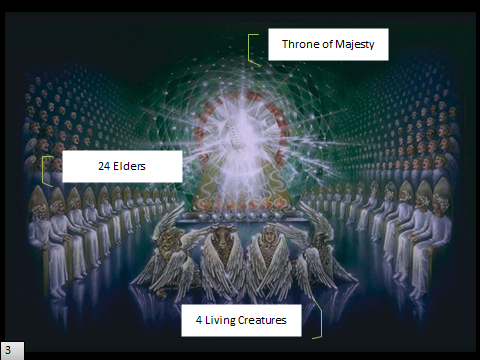 Throne of Majesty
24 Elders
4 Living Creatures
3